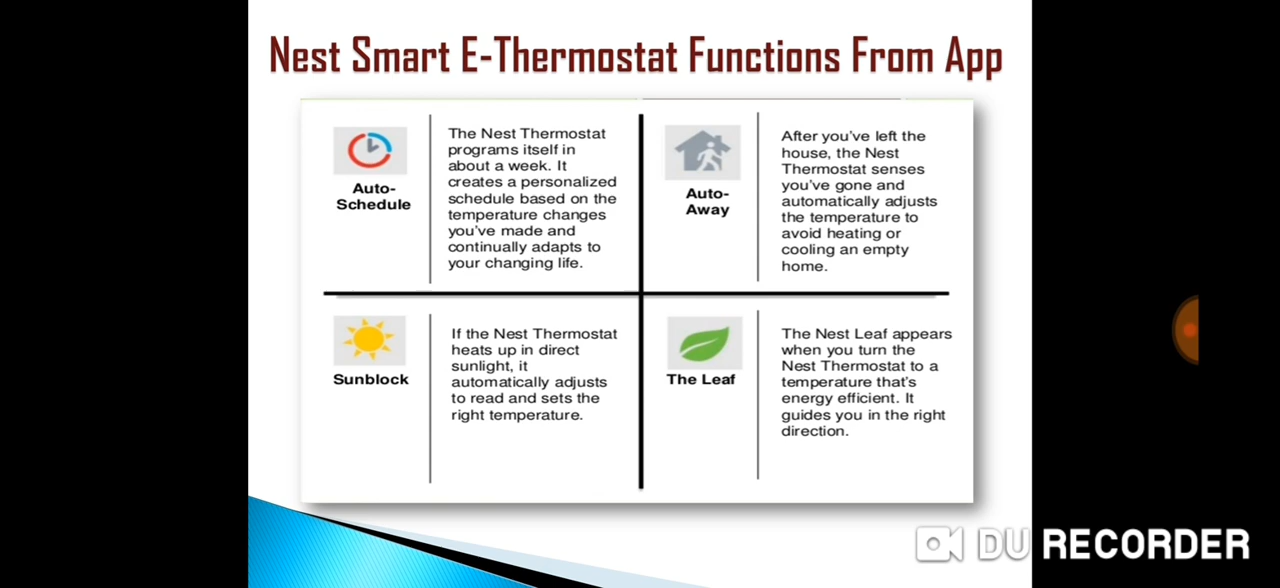 Nest Smart E-Thermostat Functions From App
Auto-
Schedule
The Nest Thermostat
programs itself in
about a week. It
creates a personalized
schedule based on the
temperature changes
you've made and
continually adapts to
your changing life.
Auto-
Away
After you've left the
house, the Nest
Thermostat senses
you've gone and
automatically adjusts
the temperature to
avoid heating or
cooling an empty
home.
Sunblock
If the Nest Thermostat
heats up in direct
sunlight, it
automatically adjusts
to read and sets the
right temperature.
The Leaf
The Nest Leaf appears
when you turn the
Nest Thermostat to a
temperature that's
energy efficient. It
guides you in the right
direction.
DU RECORDER